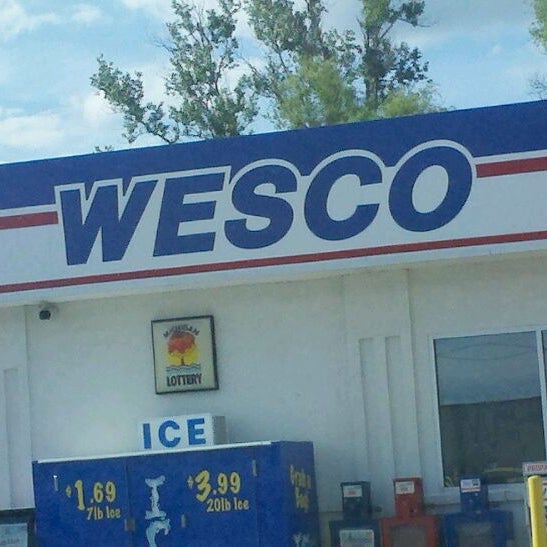 WESCO
MICHIGAN
LOTTERY
ICE
$1.69
7lb Ice
$3.99
20lb Ice